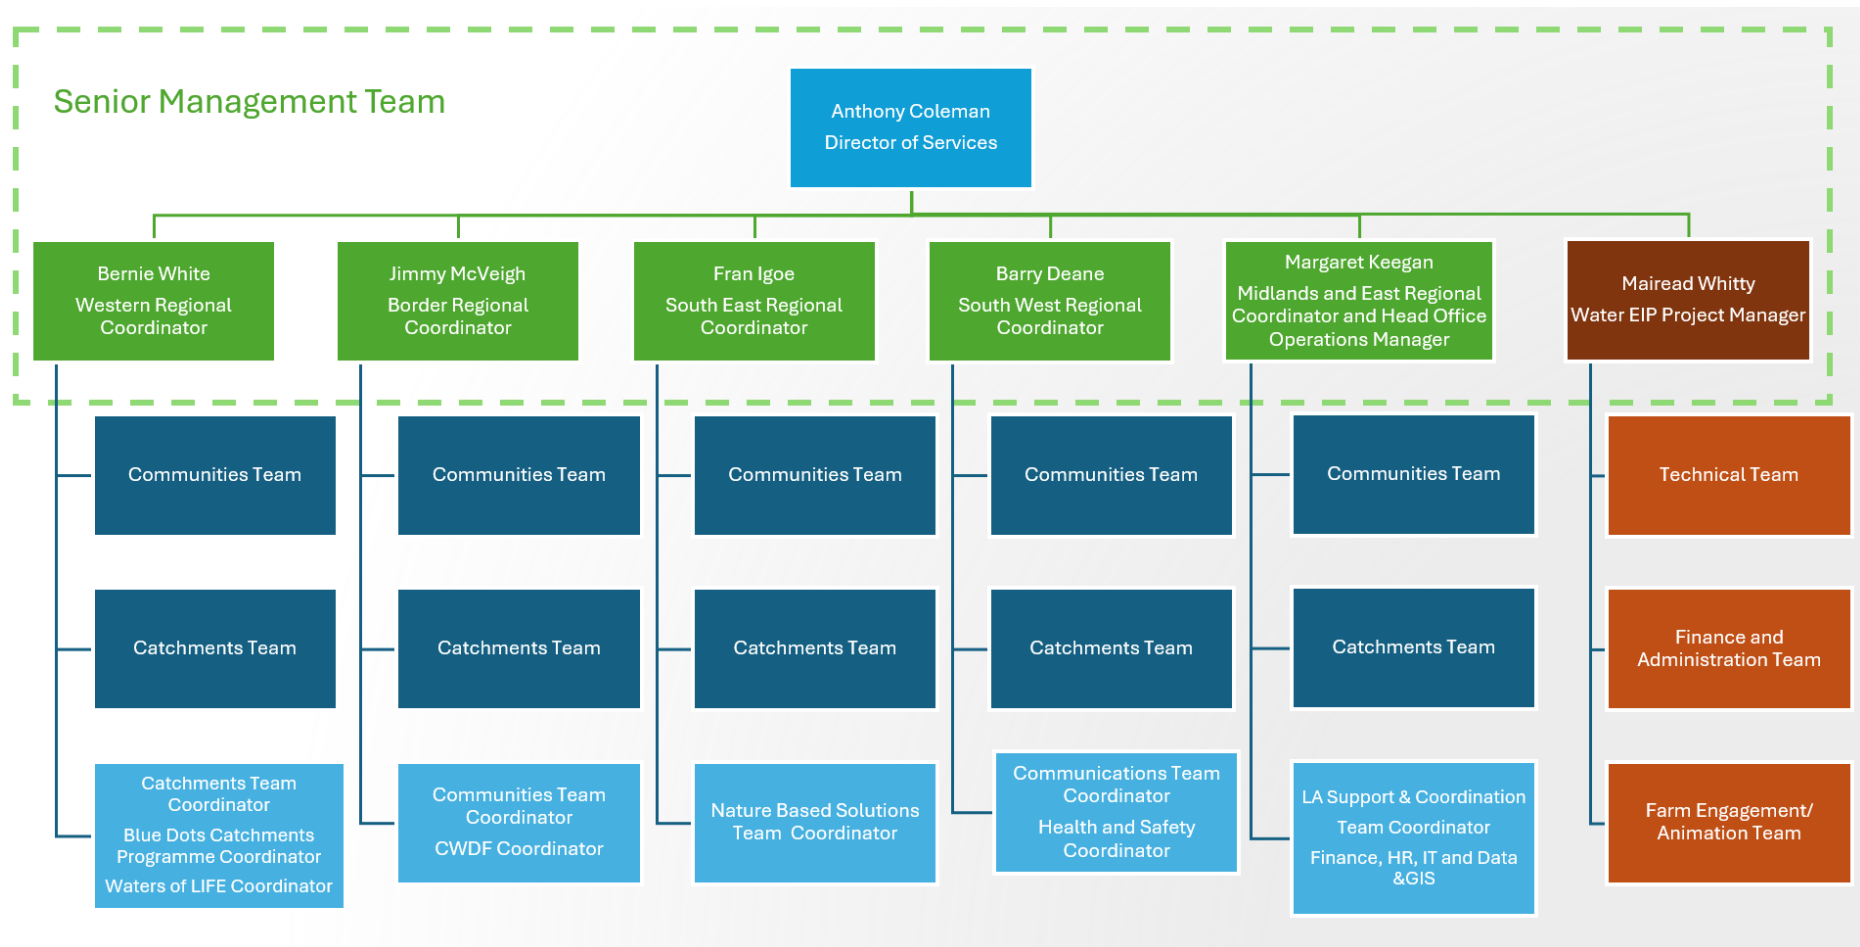 Senior Management Team
Anthony Coleman
Director of Services
Bernie White
Western Regional
Coordinator
Jimmy McVeigh
Border Regional
Coordinator
Fran Igoe
South East Regional
Coordinator
Barry Deane
South West Regional
Coordinator
Margaret Keegan
Midlands and East Regional
Coordinator and Head Office
Operations Manager
Mairead Whitty
Water EIP Project Manager
Communities Team
Communities Team
Communities Team
Communities Team
Communities Team
Technical Team
Catchments Team
Catchments Team
Catchments Team
Catchments Team
Catchments Team
Finance and
Administration Team
Catchments Team
Coordinator
Blue Dots Catchments
Programme Coordinator
Waters of LIFE Coordinator
Communities Team
Coordinator
CWDF Coordinator
Nature Based Solutions
Team Coordinator
Communications Team
Coordinator
Health and Safety
Coordinator
LA Support & Coordination
Team Coordinator
Finance, HR, IT and Data
&GIS
Farm Engagement/
Animation Team